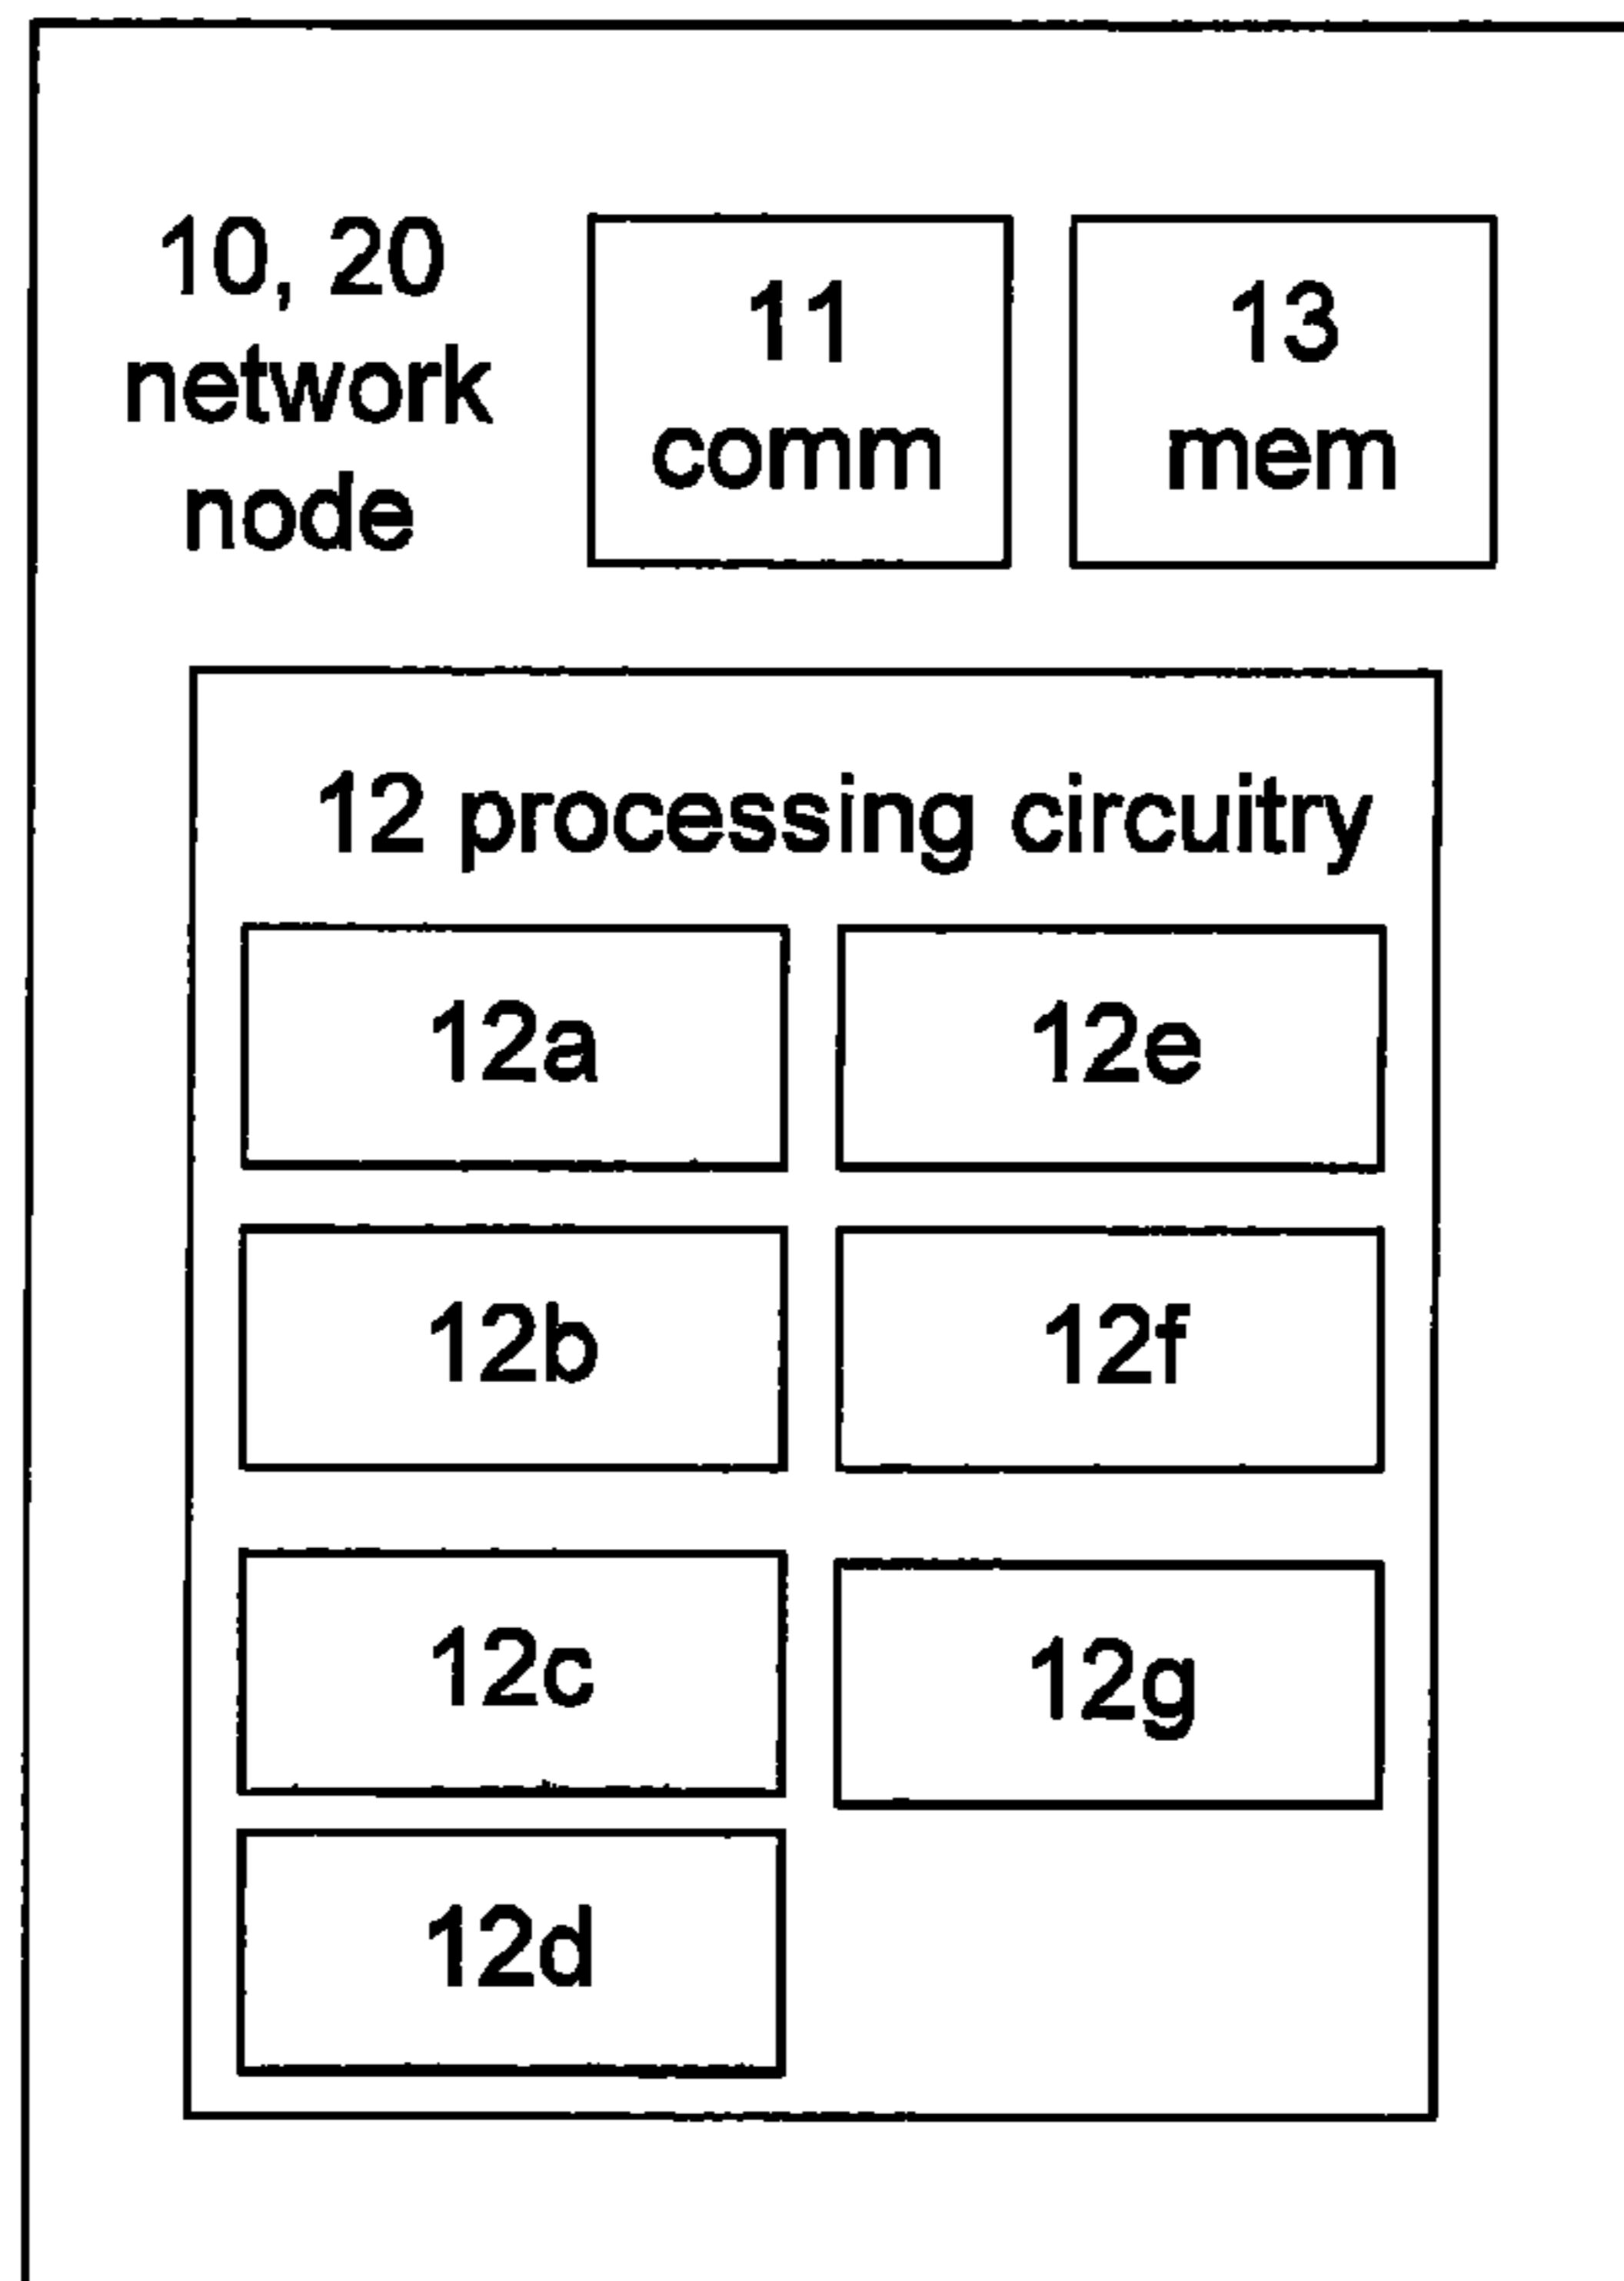 10, 20
network
node
11
comm
13
mem
12 processing circuitry
12a
12e
12b
12f
12c
12g
12d